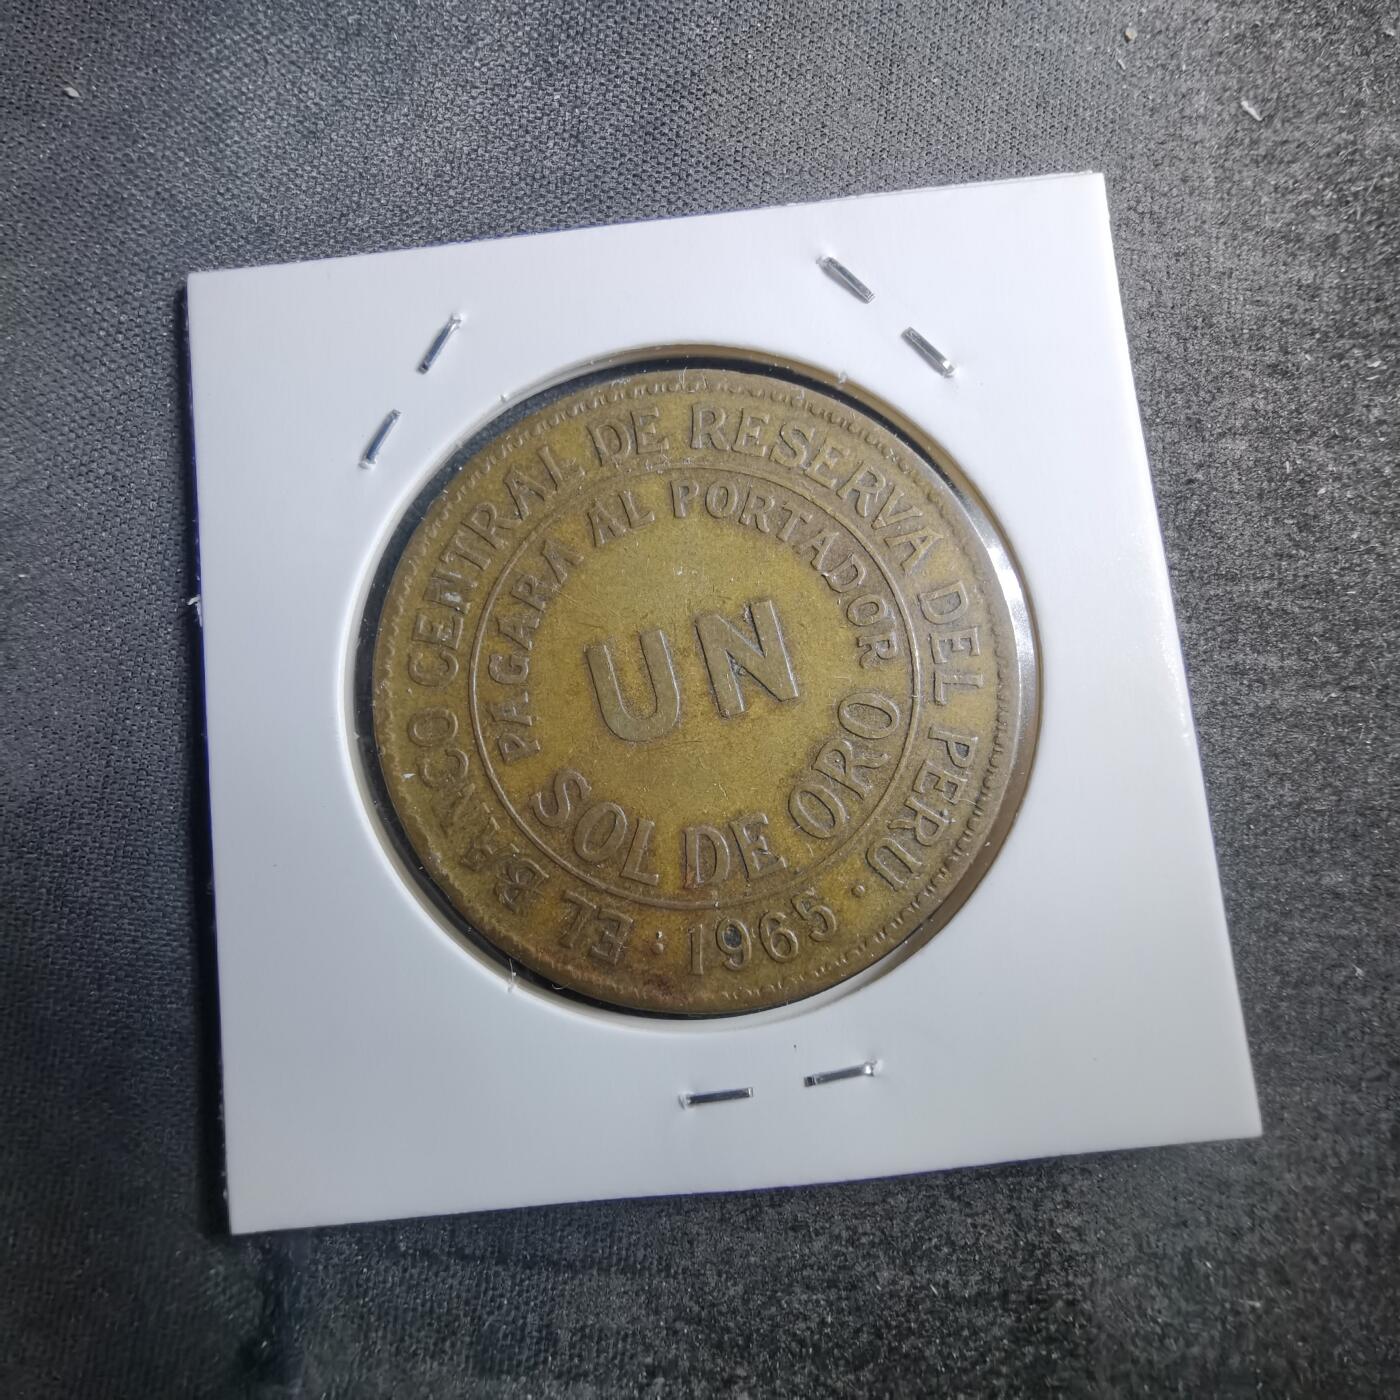 EL BANCO CENTRAL DE RESERVA DEL PERU
PAGARA AL PORTADOR
UN
SOL DE ORO
· 1965 ·